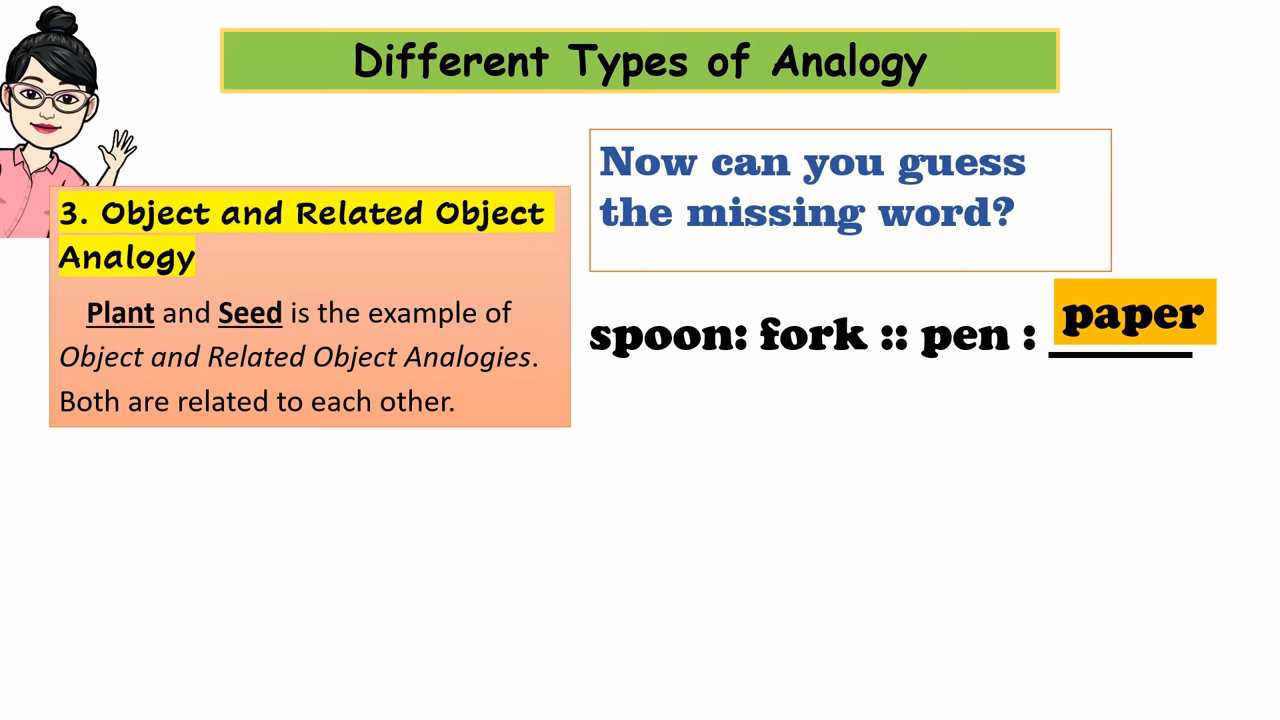 Different Types of Analogy
3. Object and Related Object
Analogy
Plant and Seed is the example of
Object and Related Object Analogies.
Both are related to each other.
Now can you guess
the missing word?
spoon: fork :: pen : paper